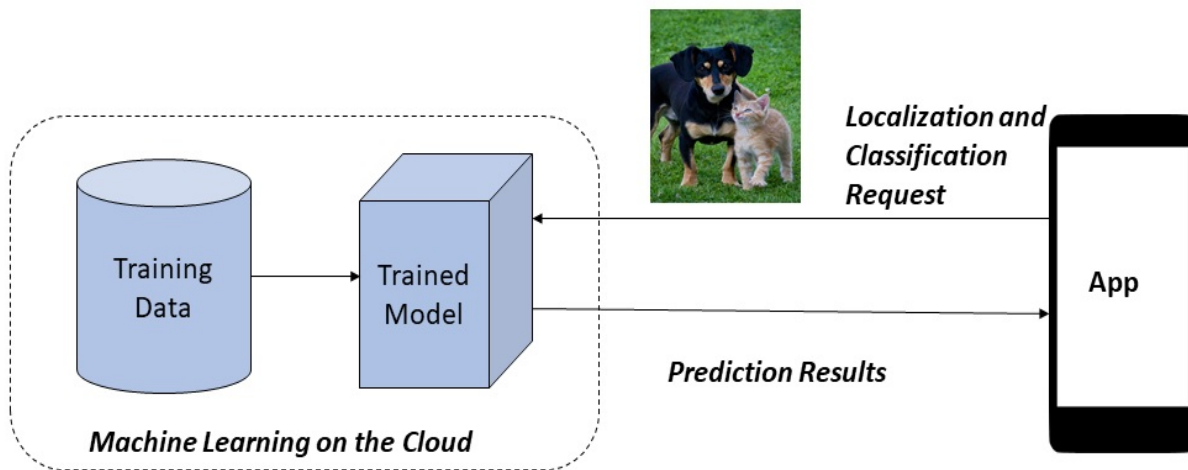 Localization and
Classification
Request
Training
Data
Trained
Model
App
Prediction Results
Machine Learning on the Cloud